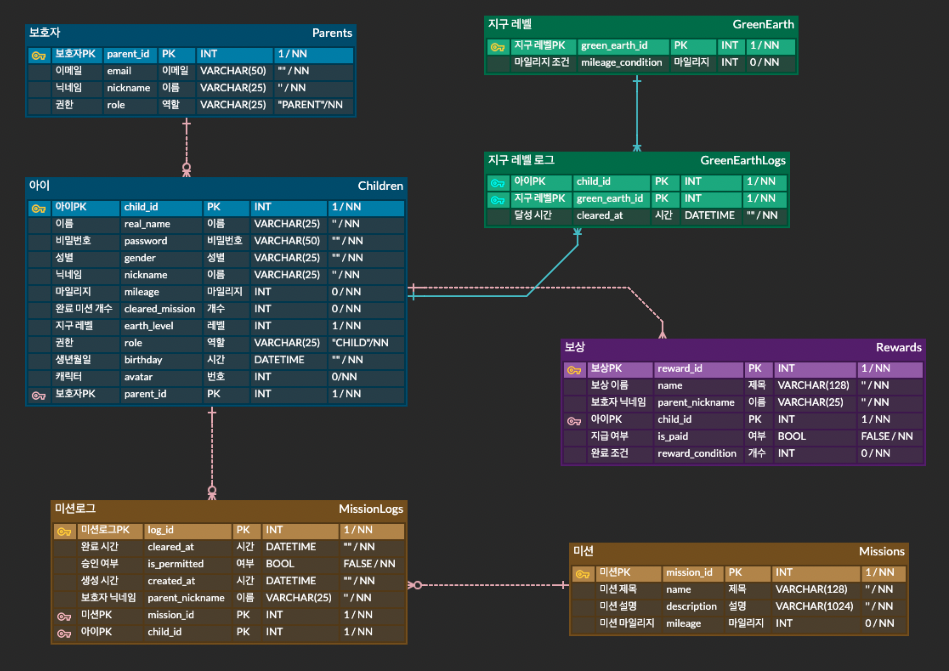 보호자 Parents
보호자PK parent_id PK INT 1 / NN
이메일 email 이메일 VARCHAR(50) "" / NN
닉네임 nickname 이름 VARCHAR(25) '' / NN
권한 role 역할 VARCHAR(25) "PARENT"/NN
지구 레벨 GreenEarth
지구 레벨PK green_earth_id PK INT 1 / NN
마일리지 조건 mileage_condition 마일리지 INT 0 / NN
지구 레벨 로그 GreenEarthLogs
아이PK child_id PK INT 1 / NN
지구 레벨PK green_earth_id PK INT 1 / NN
달성 시간 cleared_at 시간 DATETIME "" / NN
아이 Children
아이PK child_id PK INT 1 / NN
이름 real_name 이름 VARCHAR(25) '' / NN
비밀번호 password 비밀번호 VARCHAR(50) "" / NN
성별 gender 성별 VARCHAR(25) "" / NN
닉네임 nickname 이름 VARCHAR(25) '' / NN
마일리지 mileage 마일리지 INT 0 / NN
완료 미션 개수 cleared_mission 개수 INT 0 / NN
지구 레벨 earth_level 레벨 INT 1 / NN
권한 role 역할 VARCHAR(25) "CHILD"/NN
생년월일 birthday 시간 DATETIME "" / NN
캐릭터 avatar 번호 INT 0/NN
보호자PK parent_id PK INT 1 / NN
보상 Rewards
보상PK reward_id PK INT 1 / NN
보상 이름 name 제목 VARCHAR(128) '' / NN
보호자 닉네임 parent_nickname 이름 VARCHAR(25) '' / NN
아이PK child_id PK INT 1 / NN
지급 여부 is_paid 여부 BOOL FALSE / NN
완료 조건 reward_condition 개수 INT 0 / NN
미션로그 MissionLogs
미션로그PK log_id PK INT 1 / NN
완료 시간 cleared_at 시간 DATETIME "" / NN
승인 여부 is_permitted 여부 BOOL FALSE / NN
생성 시간 created_at 시간 DATETIME "" / NN
보호자 닉네임 parent_nickname 이름 VARCHAR(25) '' / NN
미션PK mission_id PK INT 1 / NN
아이PK child_id PK INT 1 / NN
미션 Missions
미션PK mission_id PK INT 1 / NN
미션 제목 name 제목 VARCHAR(128) '' / NN
미션 설명 description 설명 VARCHAR(1024) '' / NN
미션 마일리지 mileage 마일리지 INT 0 / NN